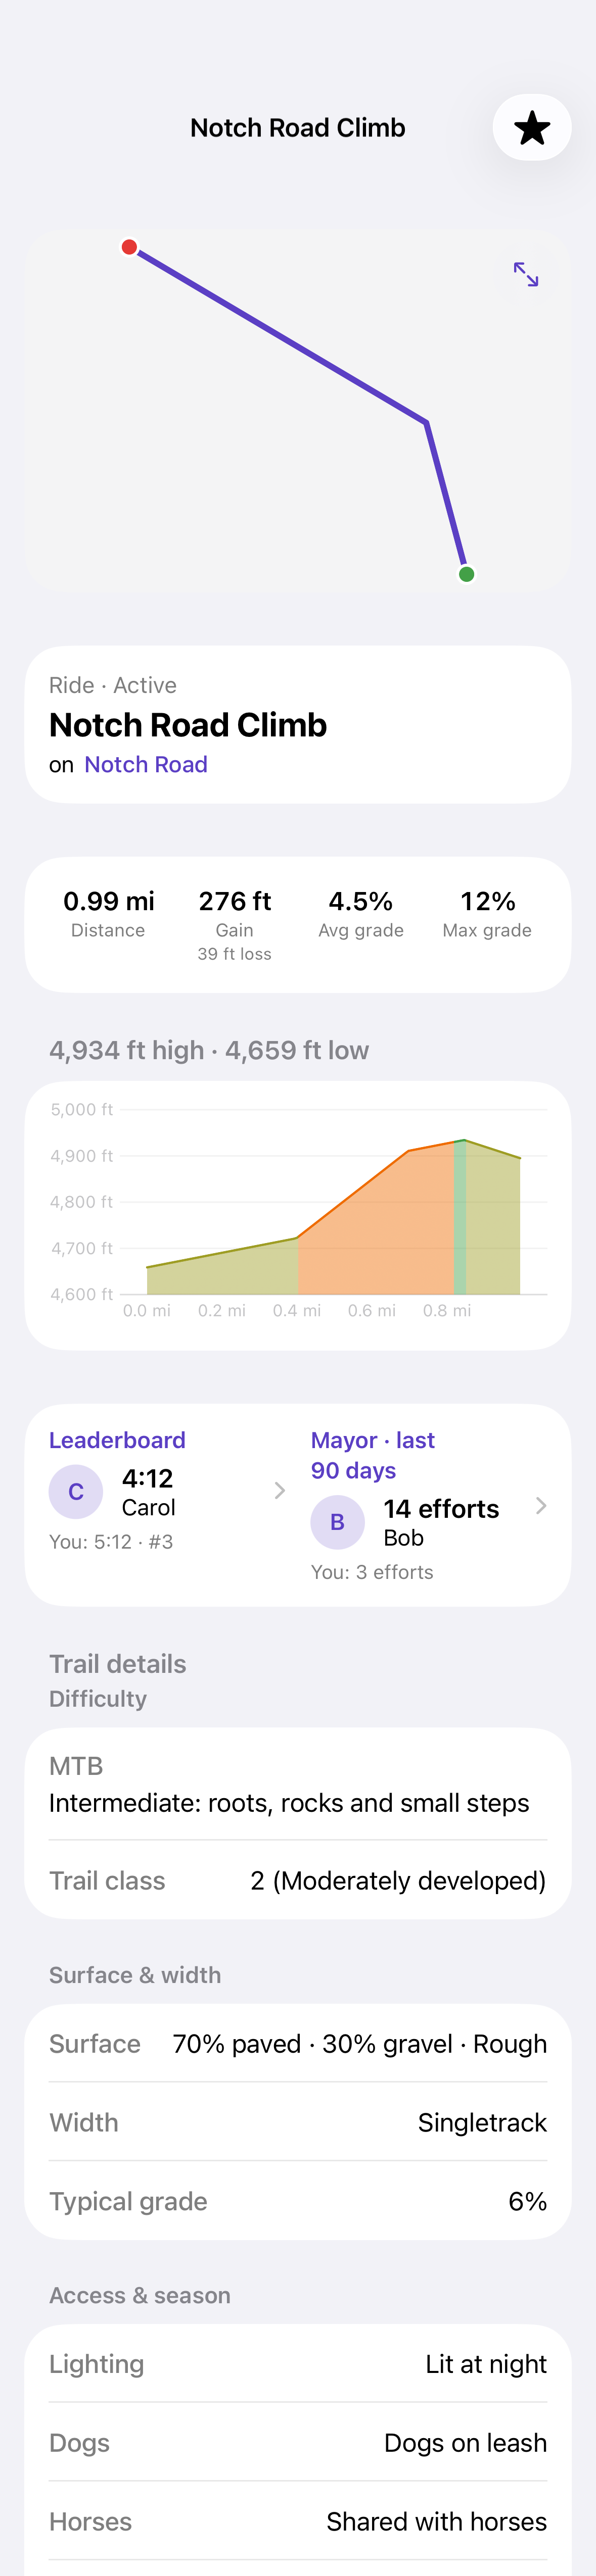 Notch Road Climb
Ride · Active
Notch Road Climb
on Notch Road
0.99 mi
Distance
276 ft
Gain
39 ft loss
4.5%
Avg grade
12%
Max grade
4,934 ft high · 4,659 ft low
5,000 ft
4,900 ft
4,800 ft
4,700 ft
4,600 ft
0.0 mi 0.2 mi 0.4 mi 0.6 mi 0.8 mi
Leaderboard
C
4:12
Carol
You: 5:12 · #3
Mayor · last
90 days
B
14 efforts
Bob
You: 3 efforts
Trail details
Difficulty
MTB
Intermediate: roots, rocks and small steps
Trail class 2 (Moderately developed)
Surface & width
Surface 70% paved · 30% gravel · Rough
Width Singletrack
Typical grade 6%
Access & season
Lighting Lit at night
Dogs Dogs on leash
Horses Shared with horses